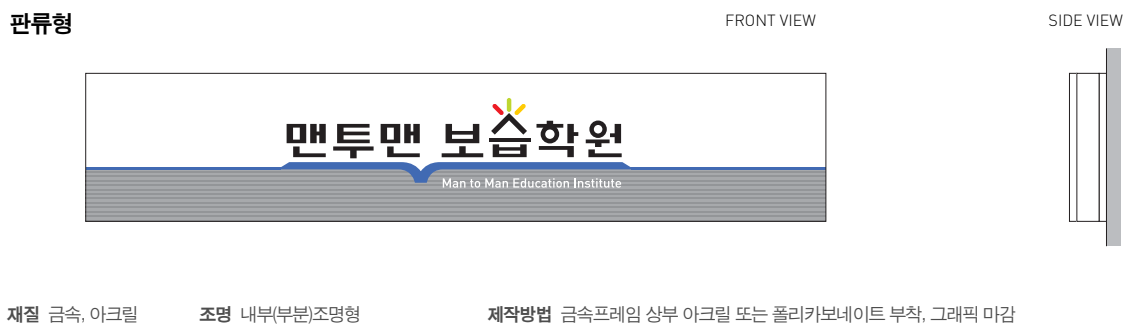 판류형
FRONT VIEW
SIDE VIEW
맨투맨 보습학원
Man to Man Education Institute
재질 금속, 아크릴 조명 내부(부분)조명형 제작방법 금속프레임 상부 아크릴 또는 폴리카보네이트 부착, 그래픽 마감